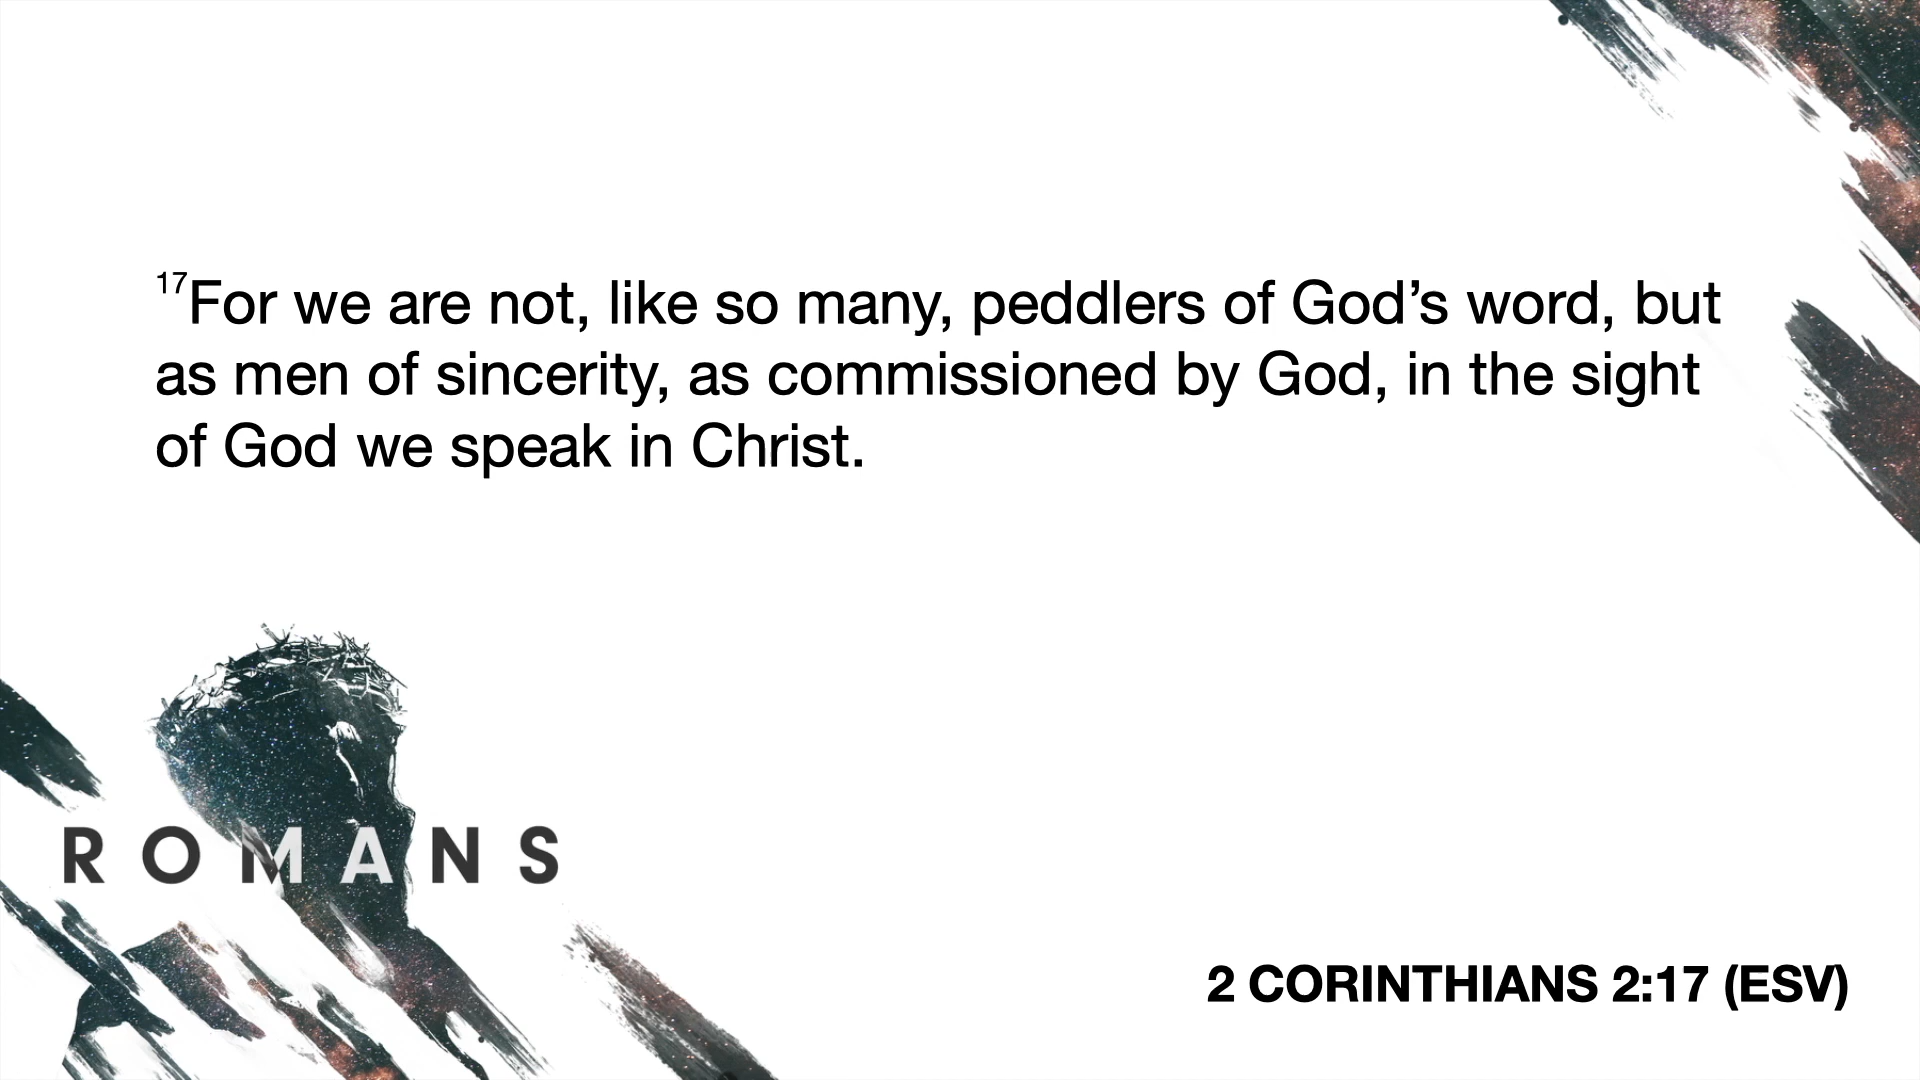 17For we are not, like so many, peddlers of God’s word, but
as men of sincerity, as commissioned by God, in the sight
of God we speak in Christ.
ROMANS
2 CORINTHIANS 2:17 (ESV)